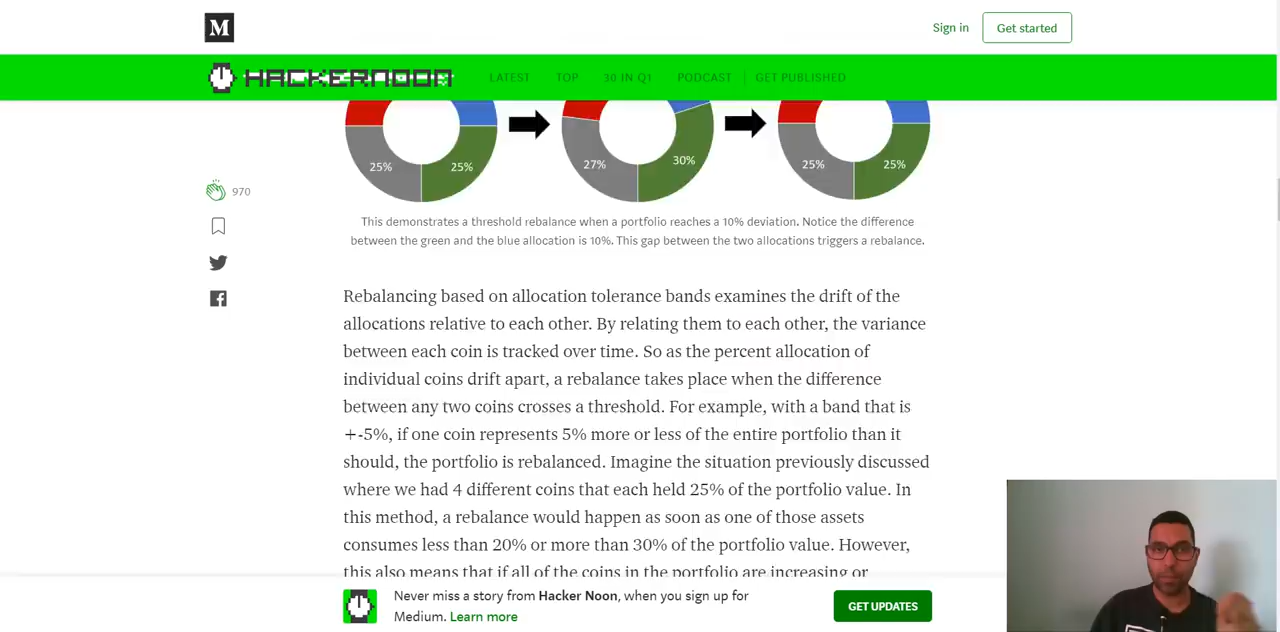 M
Sign in
Get started
HACKERNOON
LATEST TOP 30 IN Q1 PODCAST GET PUBLISHED
25% 25%
27% 30%
25% 25%
970
This demonstrates a threshold rebalance when a portfolio reaches a 10% deviation. Notice the difference
between the green and the blue allocation is 10%. This gap between the two allocations triggers a rebalance.
Rebalancing based on allocation tolerance bands examines the drift of the
allocations relative to each other. By relating them to each other, the variance
between each coin is tracked over time. So as the percent allocation of
individual coins drift apart, a rebalance takes place when the difference
between any two coins crosses a threshold. For example, with a band that is
+-5%, if one coin represents 5% more or less of the entire portfolio than it
should, the portfolio is rebalanced. Imagine the situation previously discussed
where we had 4 different coins that each held 25% of the portfolio value. In
this method, a rebalance would happen as soon as one of those assets
consumes less than 20% or more than 30% of the portfolio value. However,
this also means that if all of the coins in the portfolio are increasing or
Never miss a story from Hacker Noon, when you sign up for
Medium. Learn more
GET UPDATES